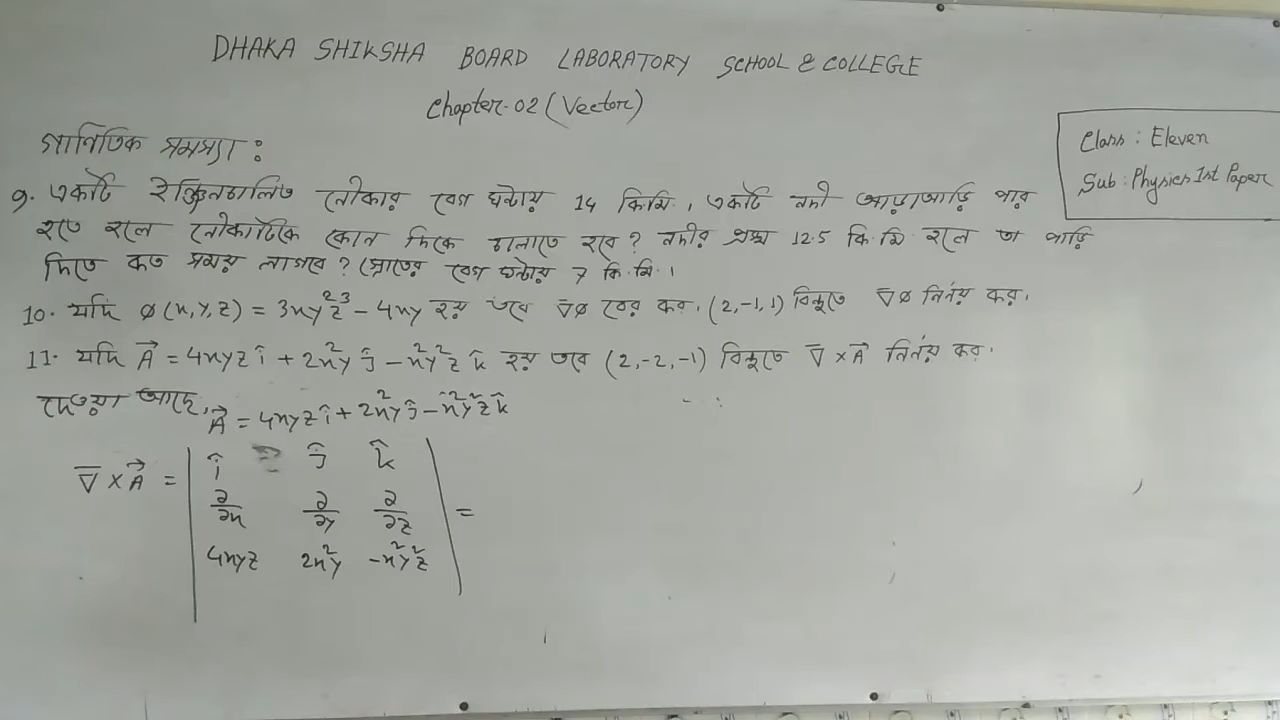 DHAKA SHIKSHA BOARD LABORATORY SCHOOL & COLLEGE
Chapter-02 (Vector)
Class : Eleven
Sub : Physics 1st Paper
গাণিতিক সমস্যা :
9. একটি ইঞ্জিনচালিত নৌকার বেগ ঘন্টায় 14 কিমি, একটি নদী আড়াআড়ি পার
হতে হলে নৌকাটিকে কোন দিকে চালাতে হবে? নদীর প্রস্থ 12.5 কি.মি হলে তা পাড়ি
দিতে কত সময় লাগবে? স্রোতের বেগ ঘন্টায় 7 কি.মি.।
10. যদি ø(x,y,z) = 3xy²z³ - 4xy হয় তবে ∇̄ø বের কর। (2,-1,1) বিন্দুতে ∇̄ø নির্নয় কর।
11. যদি A⃗ = 4xyz î + 2x²y ĵ - x²y²z k̂ হয় তবে (2,-2,-1) বিন্দুতে ∇̄ × A⃗ নির্নয় কর।
দেওয়া আছে, A⃗ = 4xyz î + 2x²y ĵ - x²y²z k̂
∇̄ × A⃗ = | î ĵ k̂ |
| ∂/∂x ∂/∂y ∂/∂z | =
| 4xyz 2x²y -x²y²z |